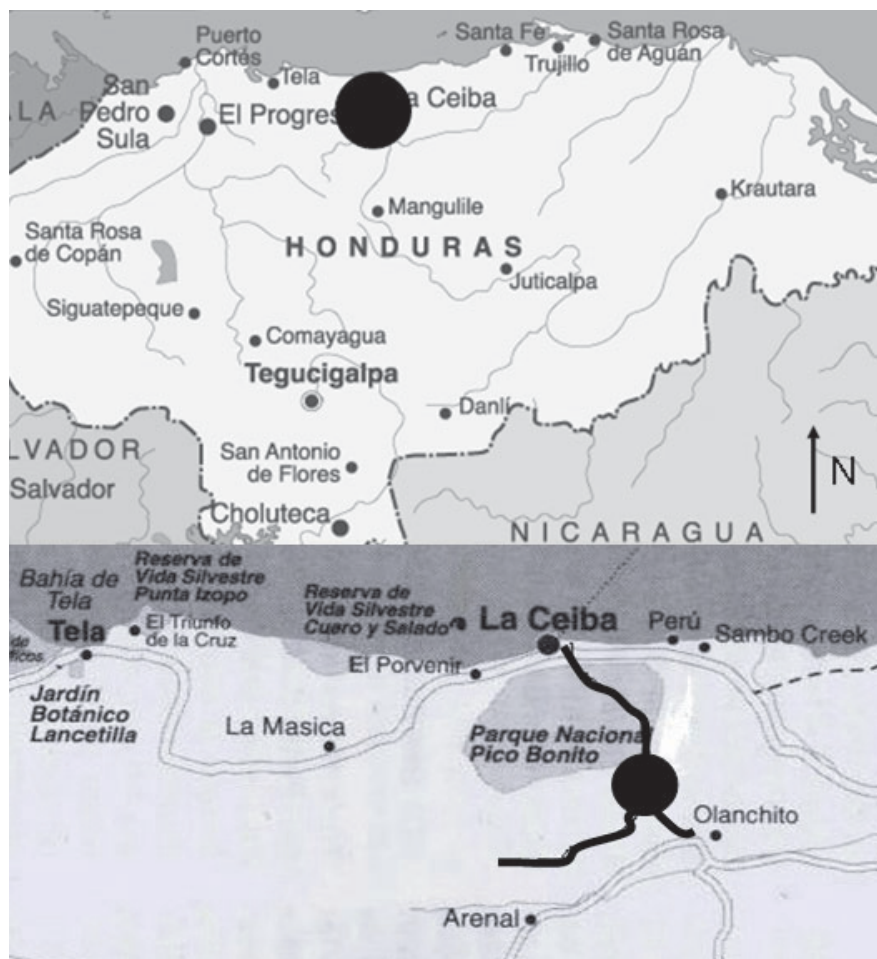 Puerto
Cortés
Santa Fe
Santa Rosa
de Aguán
Trujillo
Tela
San
Pedro
Sula
ALA
El Progres
a Ceiba
Krautara
Mangulile
Santa Rosa
de Copán
HONDURAS
Juticalpa
Siguatepeque
Comayagua
Tegucigalpa
Danlí
LVADOR
Salvador
San Antonio
de Flores
N
Choluteca
NICARAGUA
Bahía de
Tela
Reserva de
Vida Silvestre
Punta Izopo
Reserva de
Vida Silvestre
Cuero y Salado
La Ceiba
Perú
Sambo Creek
Tela
El Triunfo
de la Cruz
de
El Porvenir
Jardín
Botánico
Lancetilla
La Masica
Parque Nacional
Pico Bonito
Olanchito
Arenal